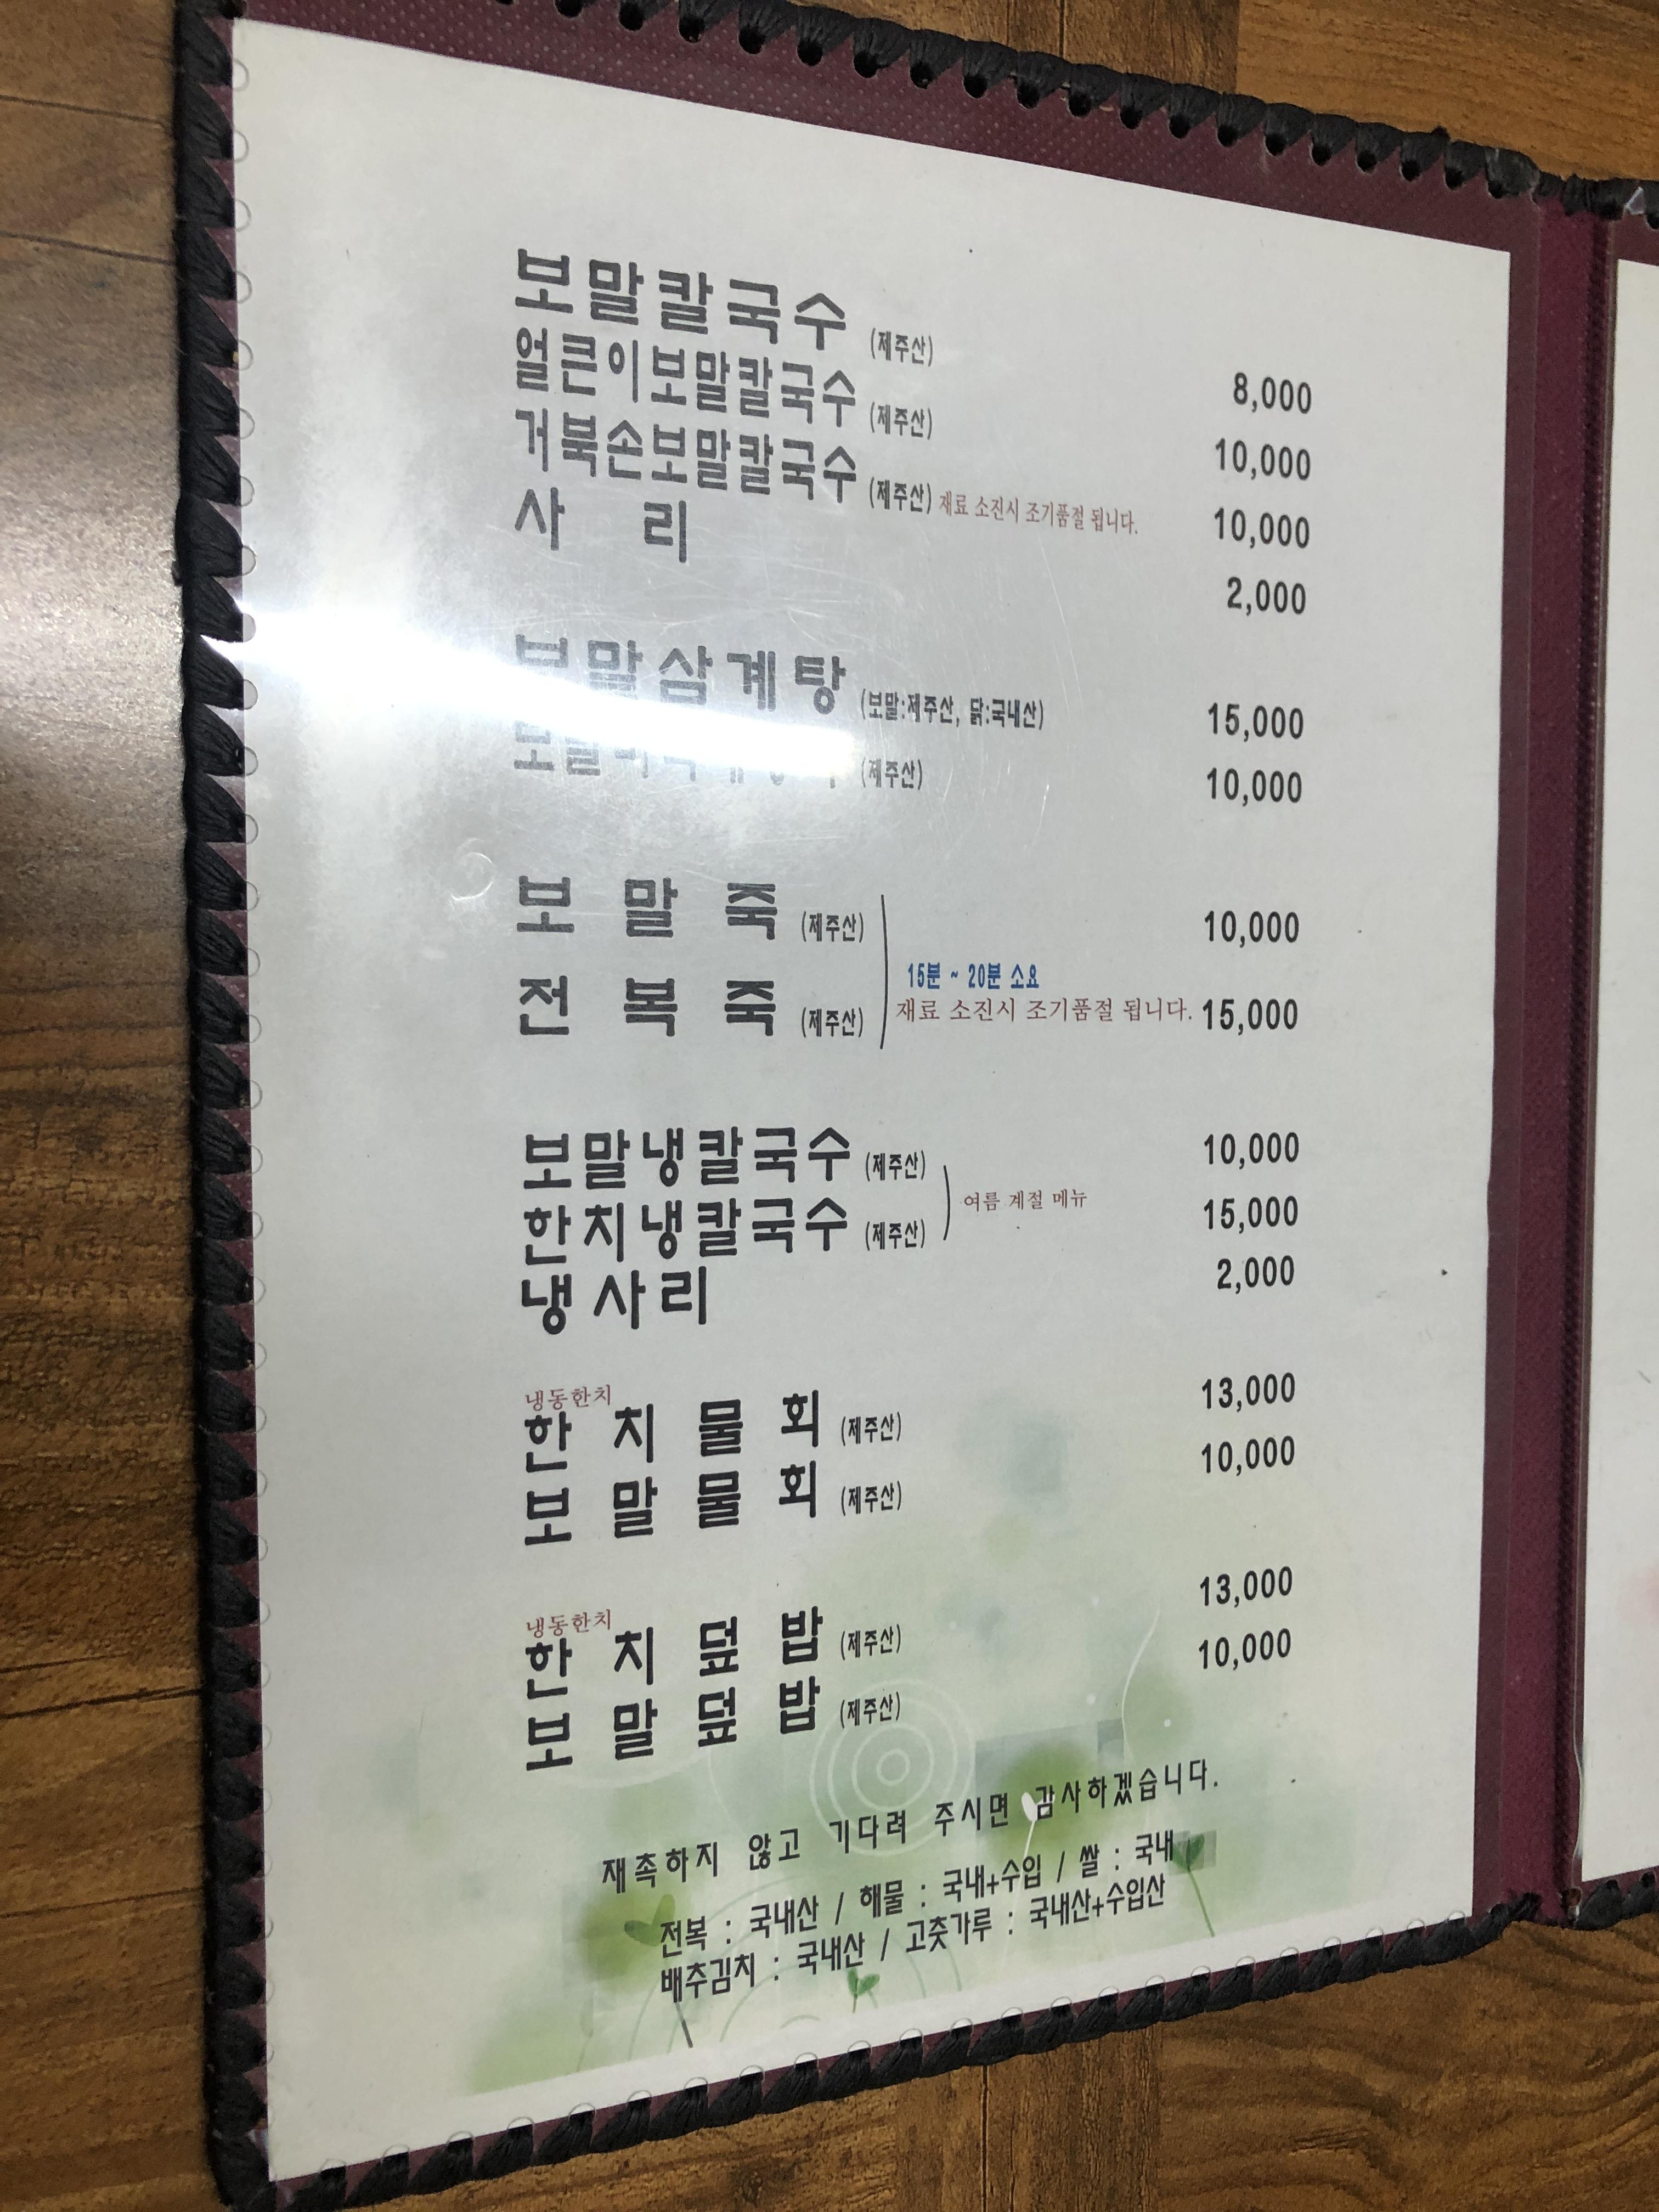 보말칼국수 (제주산) 8,000
얼큰이보말칼국수 (제주산) 10,000
거북손보말칼국수 (제주산) 재료 소진시 조기품절 됩니다. 10,000
사 리 2,000
보말삼계탕 (보말:제주산, 닭:국내산) 15,000
보말 (제주산) 10,000
보 말 죽 (제주산) 10,000
15분 ~ 20분 소요
전 복 죽 (제주산) 재료 소진시 조기품절 됩니다. 15,000
보말냉칼국수 (제주산) 10,000
여름 계절 메뉴
한치냉칼국수 (제주산) 15,000
냉사리 2,000
냉동한치
한 치 물 회 (제주산) 13,000
보 말 물 회 (제주산) 10,000
냉동한치
한 치 덮 밥 (제주산) 13,000
보 말 덮 밥 (제주산) 10,000
재촉하지 않고 기다려 주시면 감사하겠습니다.
전복 : 국내산 / 해물 : 국내+수입 / 쌀 : 국내
배추김치 : 국내산 / 고춧가루 : 국내산+수입산